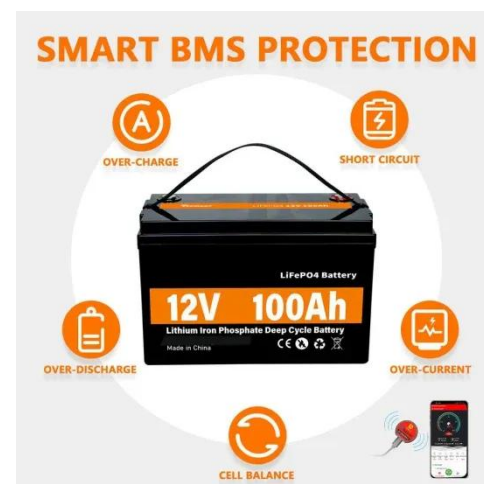 SMART BMS PROTECTION
A
OVER-CHARGE
SHORT CIRCUIT
LiFePO4 Battery
12V 100Ah
Lithium Iron Phosphate Deep Cycle Battery
Made in China
CE
OVER-DISCHARGE
OVER-CURRENT
CELL BALANCE